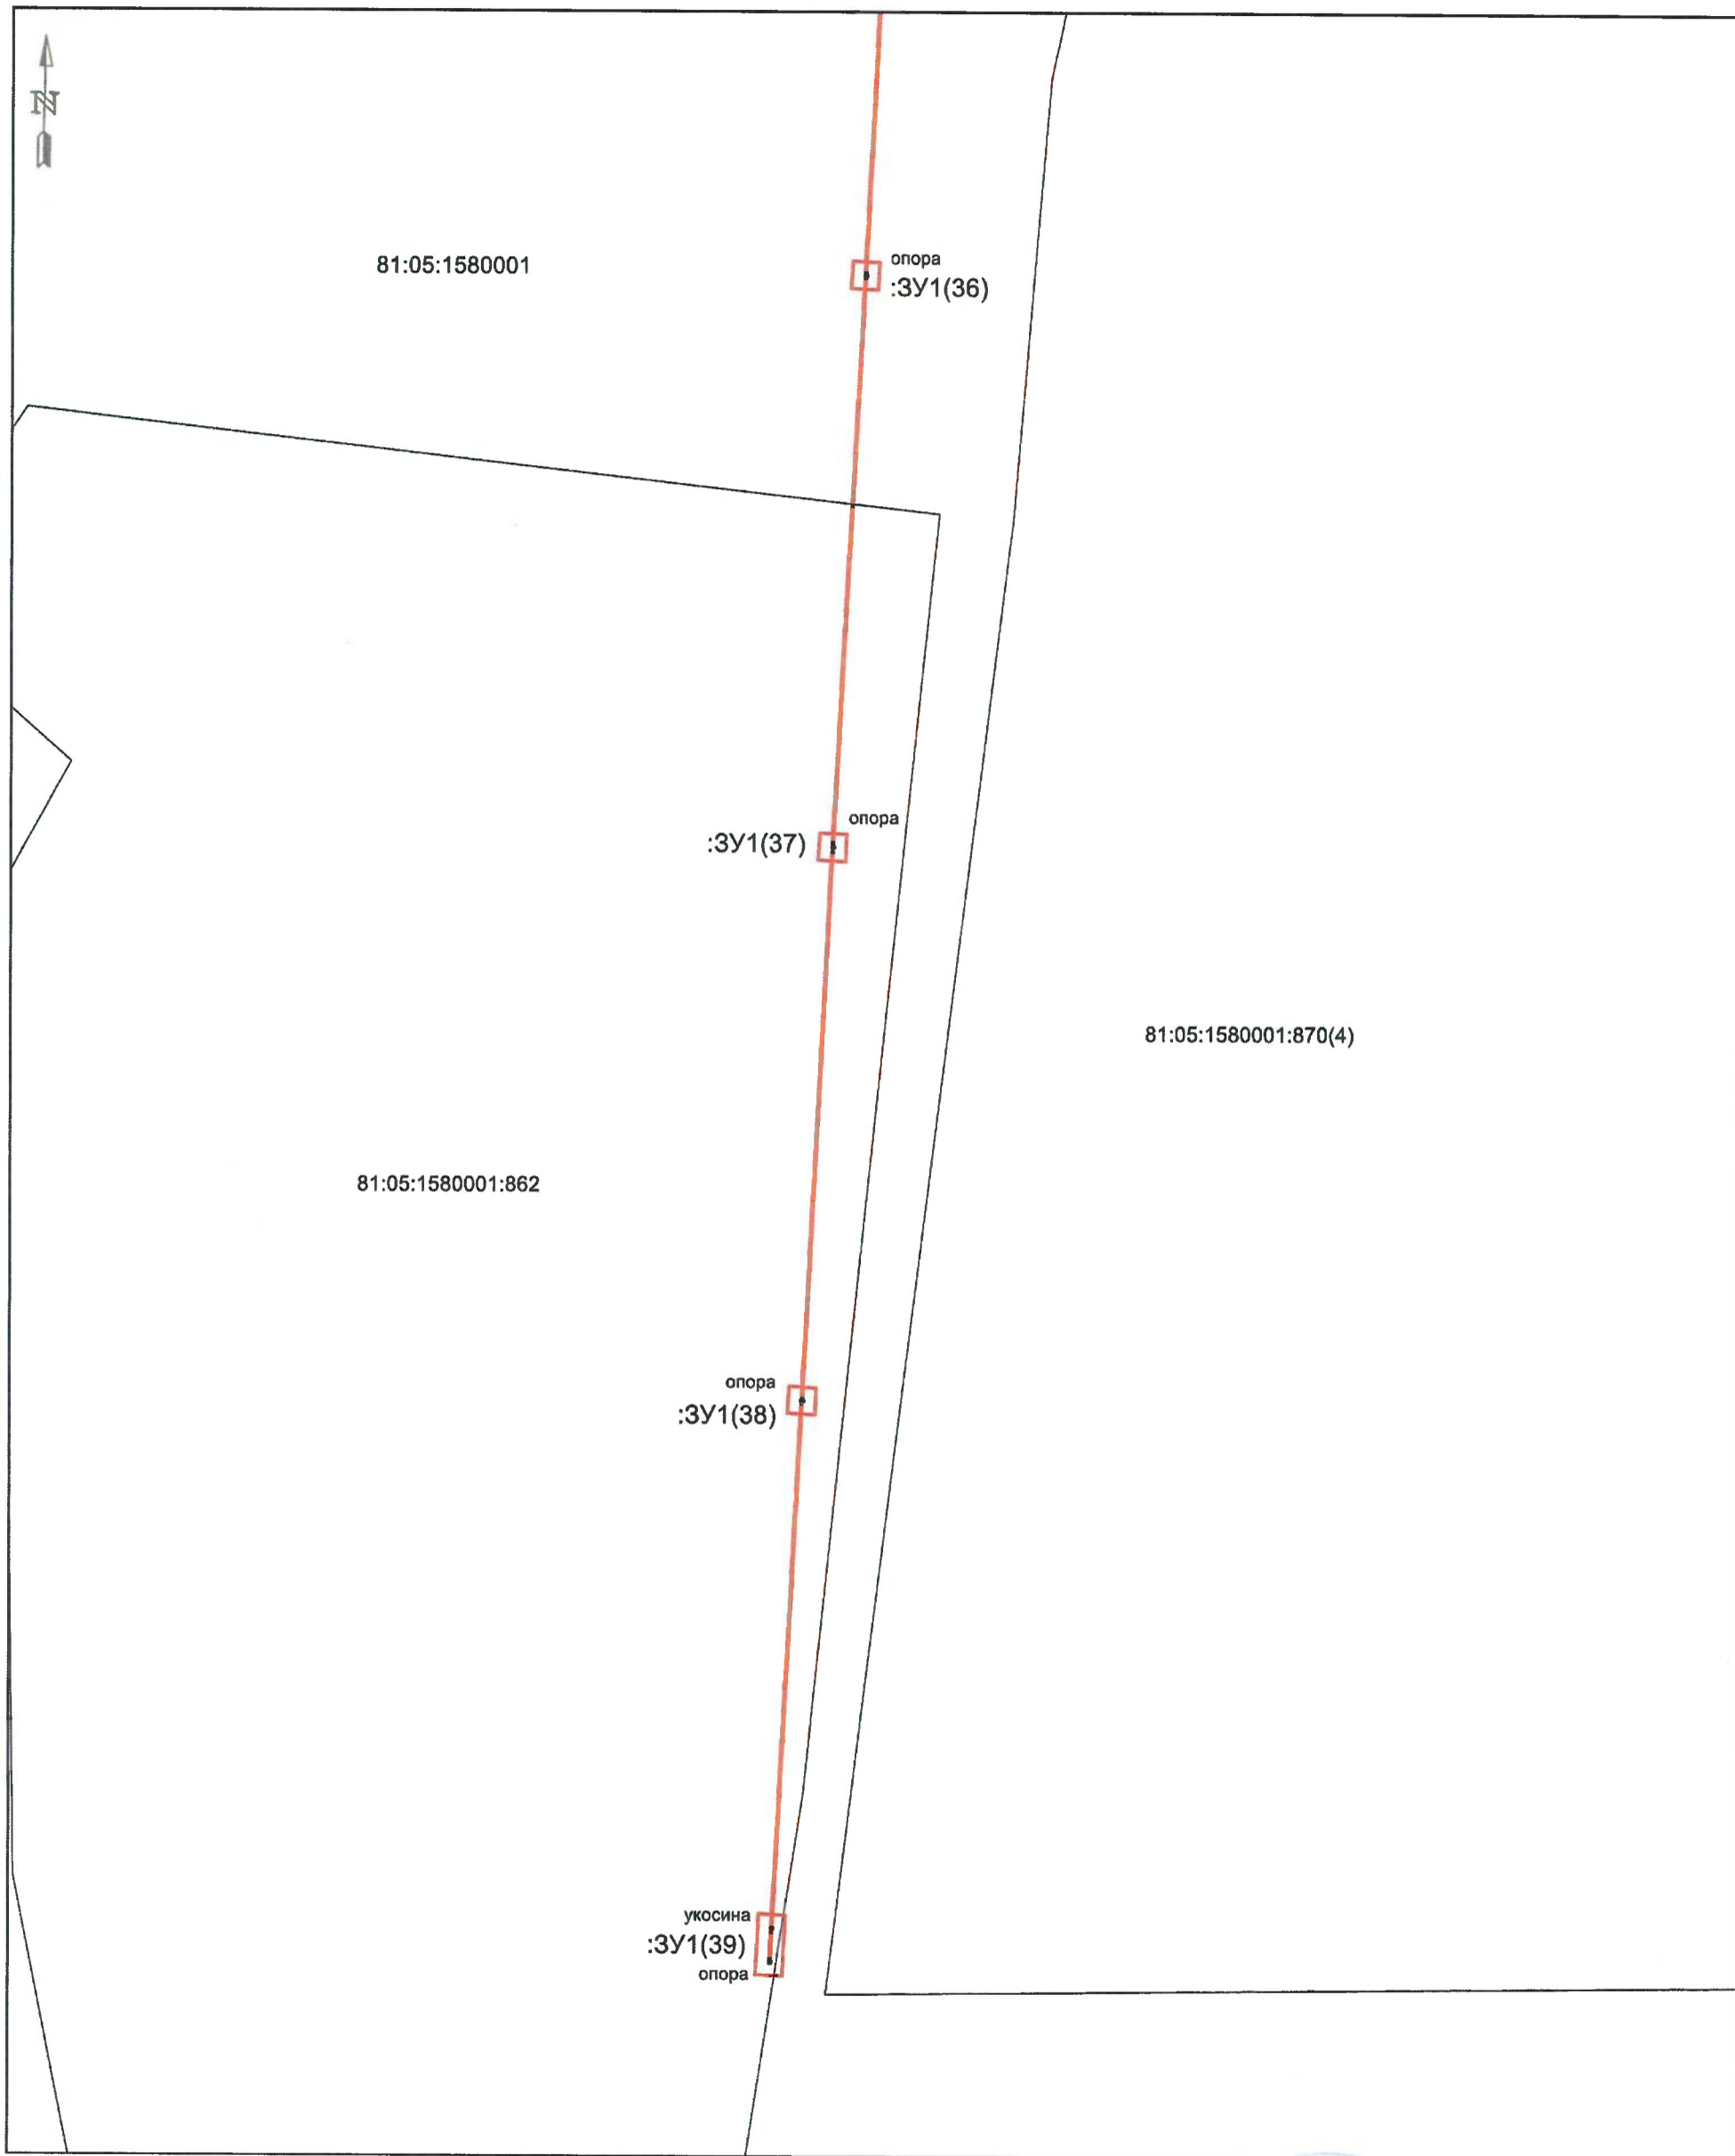 N
81:05:1580001
опора
:ЗУ1(36)
опора
:ЗУ1(37)
81:05:1580001:870(4)
81:05:1580001:862
опора
:ЗУ1(38)
укосина
:ЗУ1(39)
опора